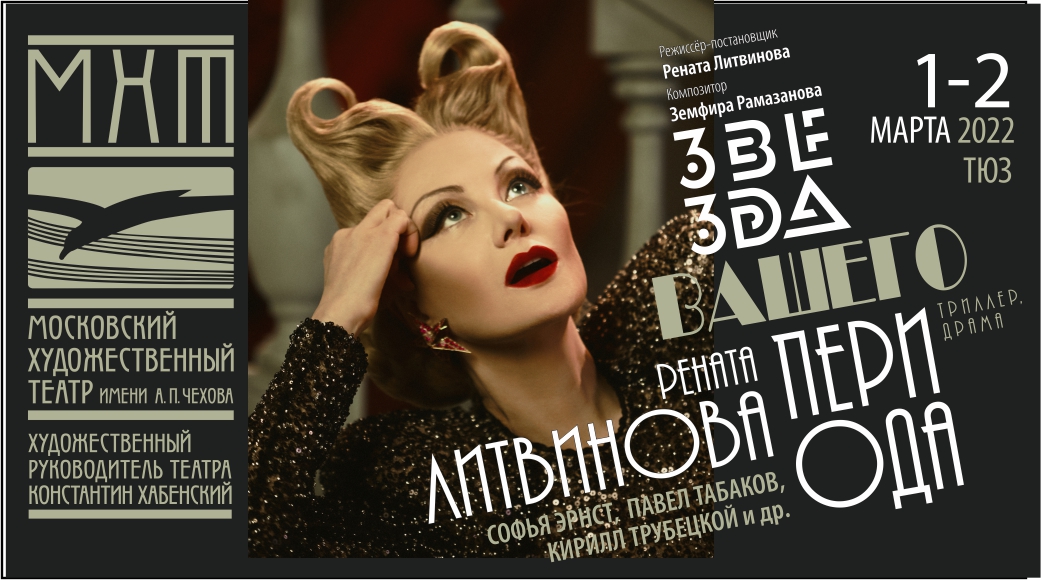 МХТ
МОСКОВСКИЙ
ХУДОЖЕСТВЕННЫЙ
ТЕАТР ИМЕНИ А.П.ЧЕХОВА
ХУДОЖЕСТВЕННЫЙ
РУКОВОДИТЕЛЬ ТЕАТРА
КОНСТАНТИН ХАБЕНСКИЙ
Режиссёр-постановщик
Рената Литвинова
Композитор
Земфира Рамазанова
ЗВЕ
ЗДА
ВАШЕГО
ПЕРИ
ОДА
ТРИЛЛЕР.
ДРАМА
РЕНАТА
ЛИТВИНОВА
СОФЬЯ ЭРНСТ, ПАВЕЛ ТАБАКОВ,
КИРИЛЛ ТРУБЕЦКОЙ и др.
1-2
МАРТА 2022
ТЮЗ